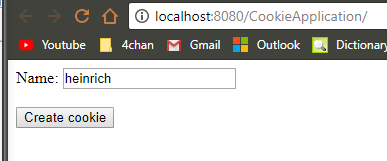 localhost:8080/CookieApplication/
Youtube 4chan Gmail Outlook Dictionary
Name: heinrich
Create cookie